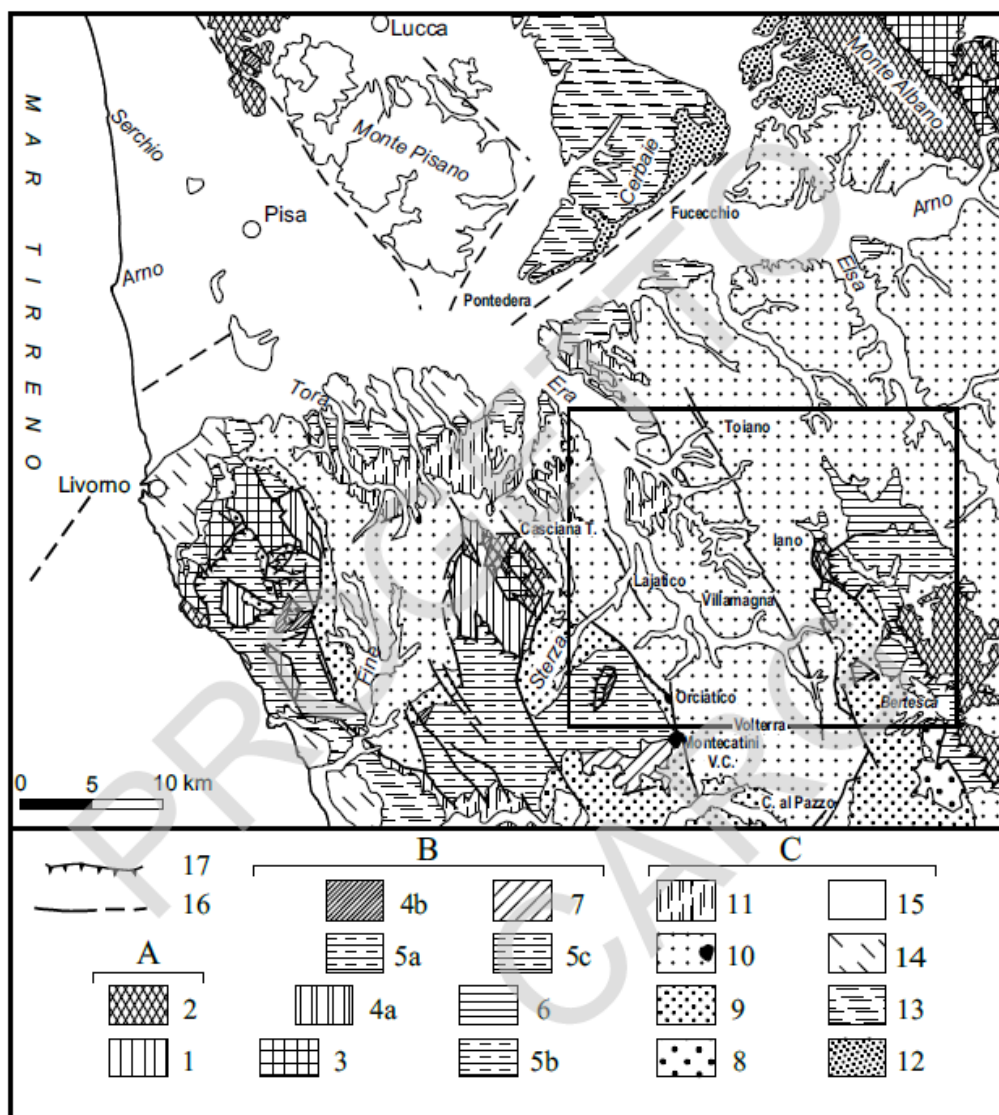 Lucca
Monte Albano
MAR TIRRENO
Serchio
Monte Pisano
Cerbaie
Pisa
Fucecchio
Arno
Arno
Elsa
Pontedera
Tora
Era
Toiano
Livorno
Casciana T.
Iano
Lajatico
Villamagna
Fine
Sterza
Orciatico
Bertesca
Volterra
Montecatini
V.C.
C. al Pazzo
0 5 10 km
PROGETTO
CARG
B C
17
16
4b 7 11 15
A
5a 5c 10 14
2 4a 6 9 13
1 3 5b 8 12